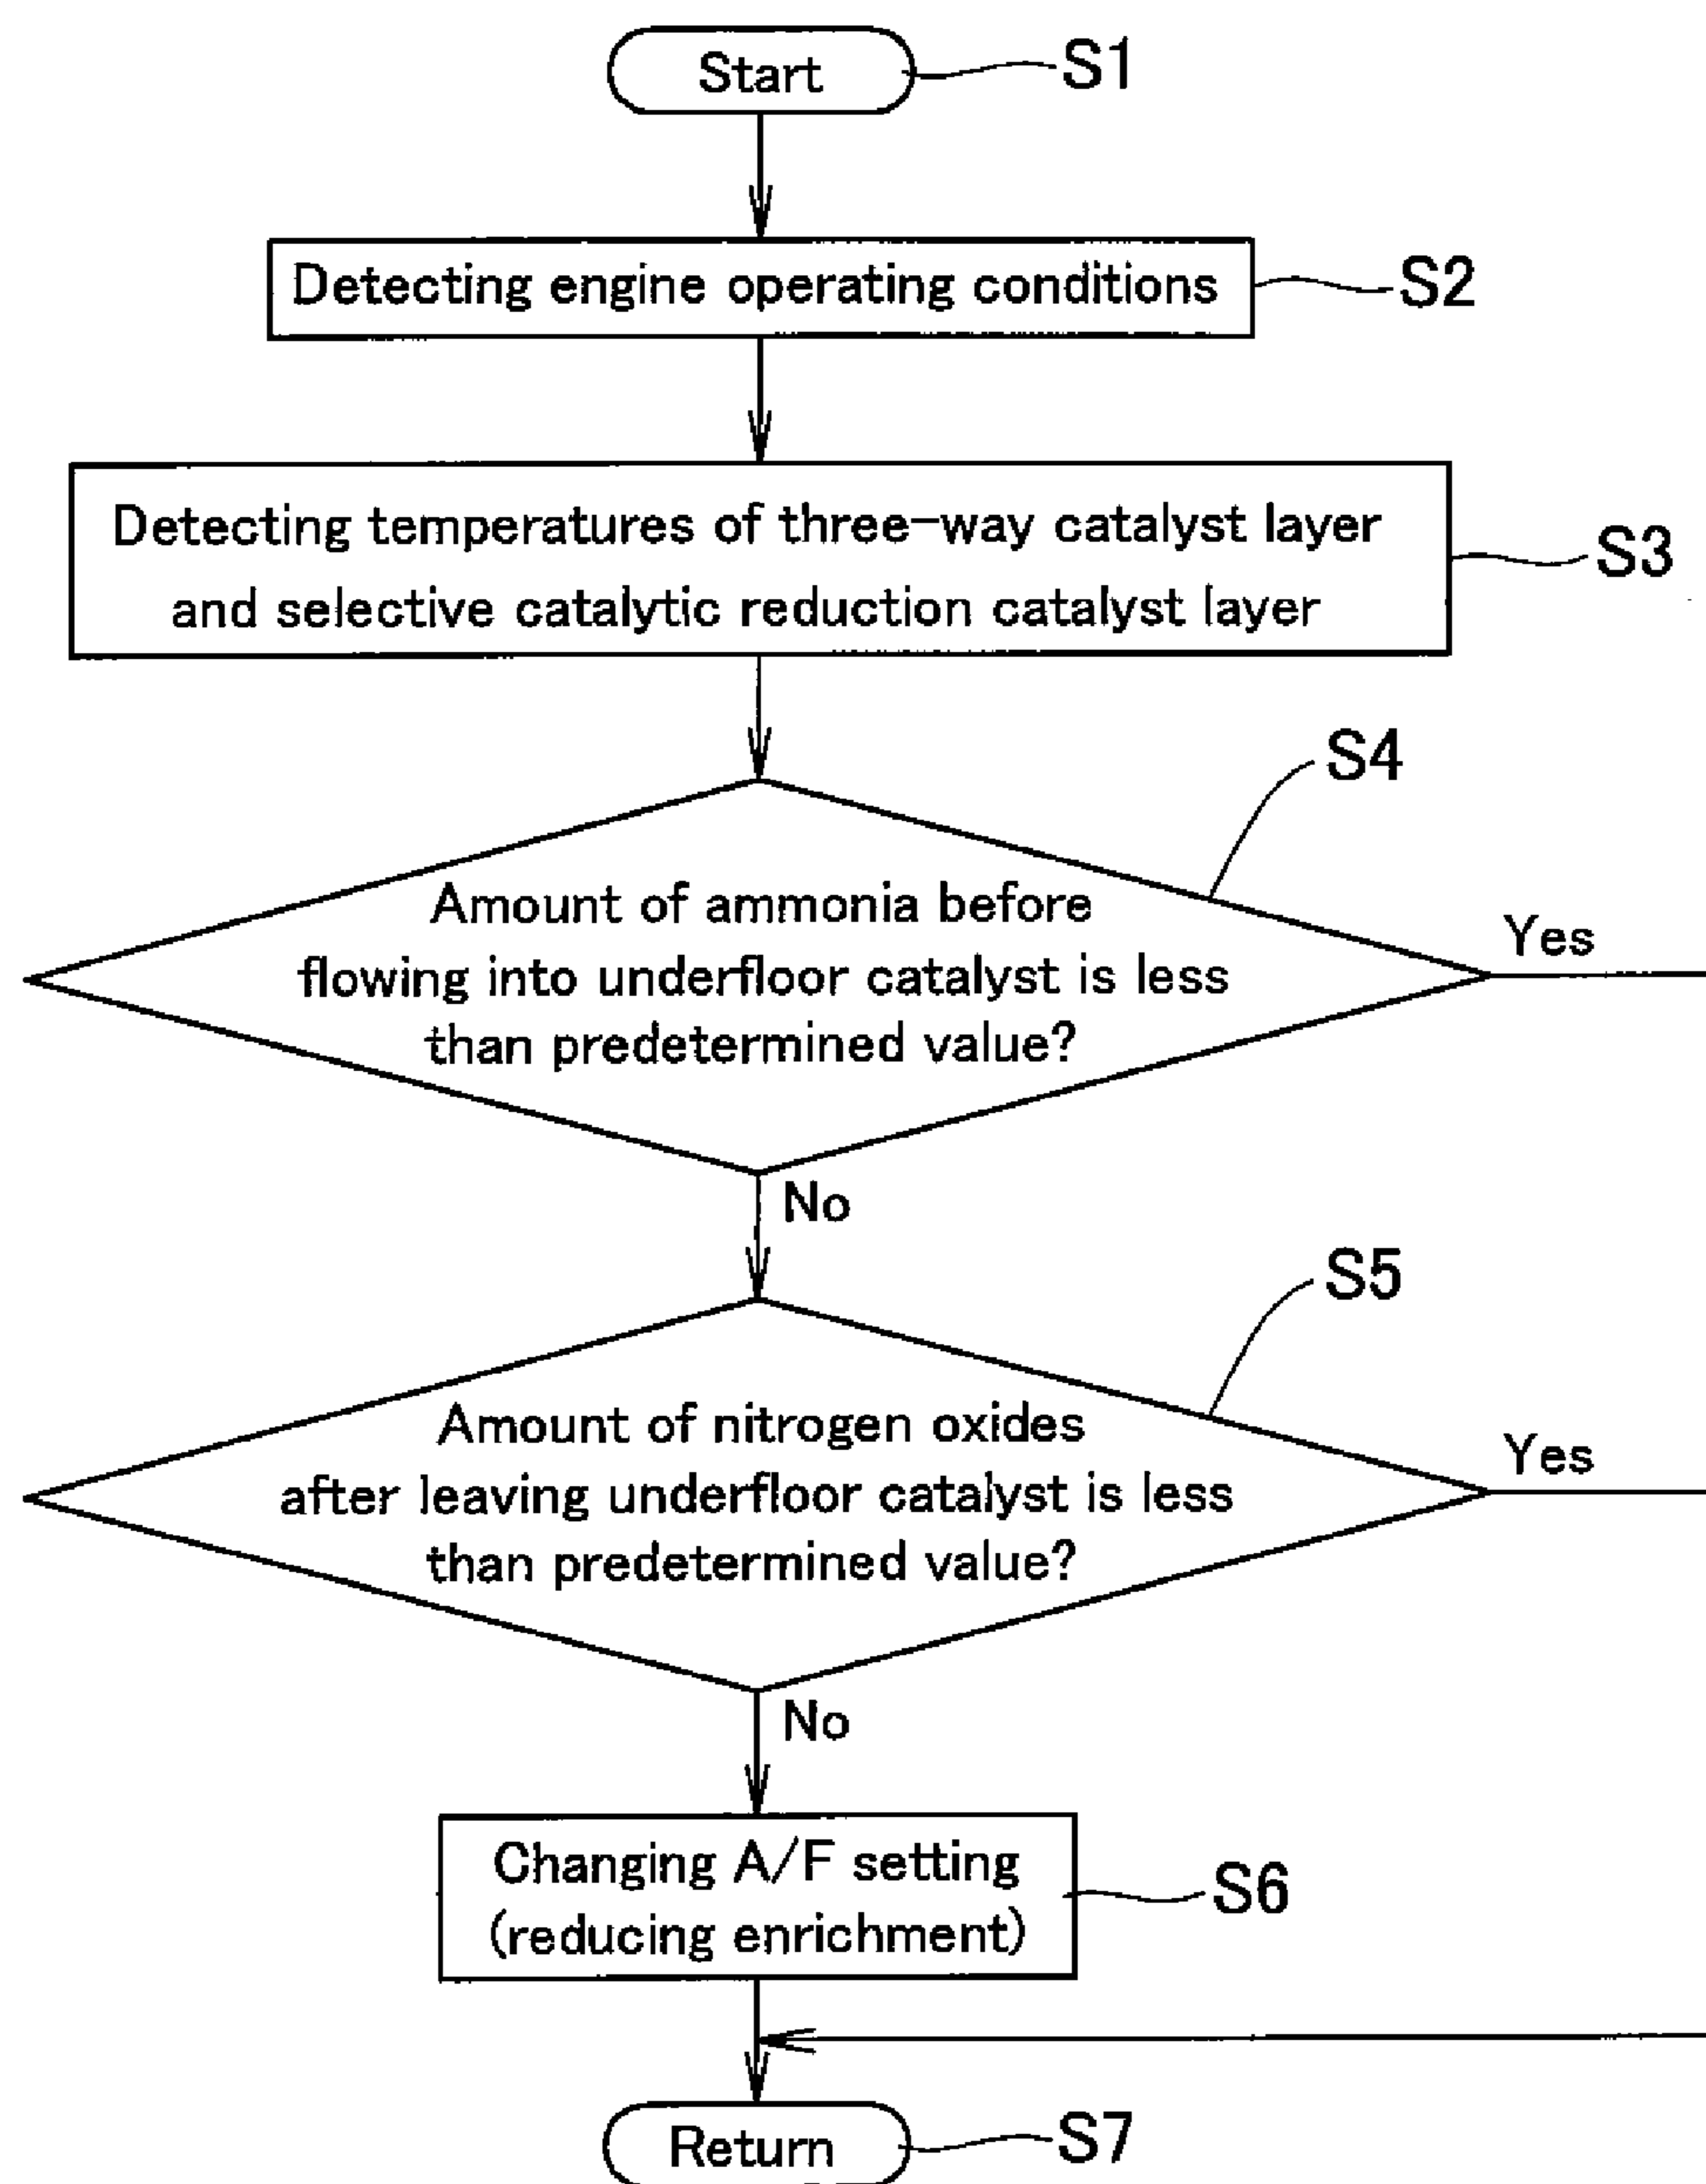 Start
S1
Detecting engine operating conditions
S2
Detecting temperatures of three-way catalyst layer
and selective catalytic reduction catalyst layer
S3
S4
Amount of ammonia before
flowing into underfloor catalyst is less
than predetermined value?
Yes
No
S5
Amount of nitrogen oxides
after leaving underfloor catalyst is less
than predetermined value?
Yes
No
Changing A/F setting
(reducing enrichment)
S6
Return
S7